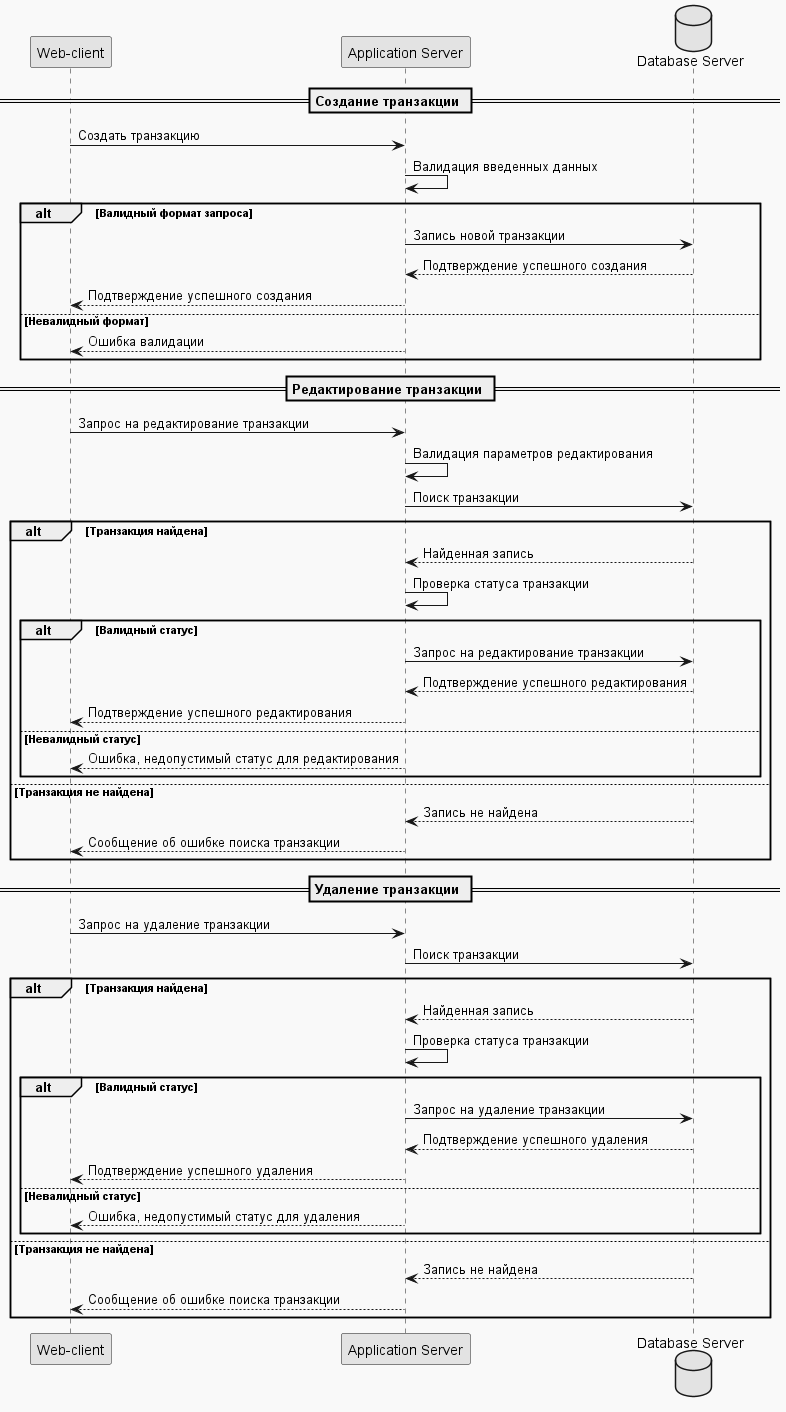 Web-client
Application Server
Database Server
Создание транзакции
Создать транзакцию
Валидация введенных данных
alt
[Валидный формат запроса]
Запись новой транзакции
Подтверждение успешного создания
Подтверждение успешного создания
[Невалидный формат]
Ошибка валидации
Редактирование транзакции
Запрос на редактирование транзакции
Валидация параметров редактирования
Поиск транзакции
alt
[Транзакция найдена]
Найденная запись
Проверка статуса транзакции
alt
[Валидный статус]
Запрос на редактирование транзакции
Подтверждение успешного редактирования
Подтверждение успешного редактирования
[Невалидный статус]
Ошибка, недопустимый статус для редактирования
[Транзакция не найдена]
Запись не найдена
Сообщение об ошибке поиска транзакции
Удаление транзакции
Запрос на удаление транзакции
Поиск транзакции
alt
[Транзакция найдена]
Найденная запись
Проверка статуса транзакции
alt
[Валидный статус]
Запрос на удаление транзакции
Подтверждение успешного удаления
Подтверждение успешного удаления
[Невалидный статус]
Ошибка, недопустимый статус для удаления
[Транзакция не найдена]
Запись не найдена
Сообщение об ошибке поиска транзакции
Web-client
Application Server
Database Server